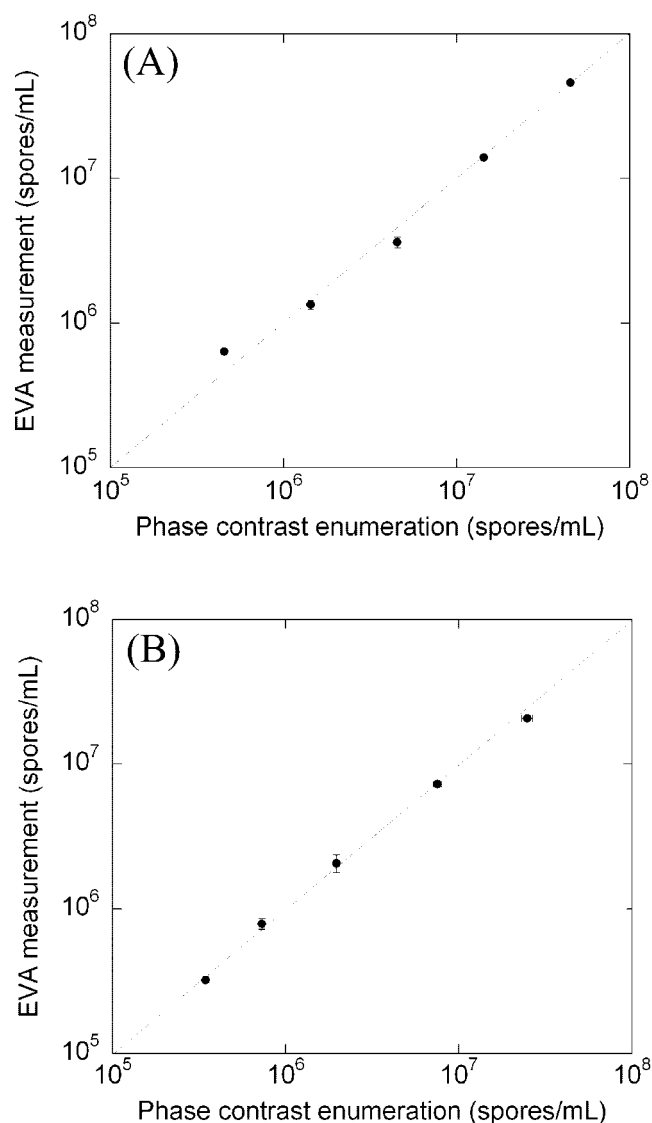 (A)
EVA measurement (spores/mL)
10^8
10^7
10^6
10^5
10^5 10^6 10^7 10^8
Phase contrast enumeration (spores/mL)
(B)
EVA measurement (spores/mL)
10^8
10^7
10^6
10^5
10^5 10^6 10^7 10^8
Phase contrast enumeration (spores/mL)